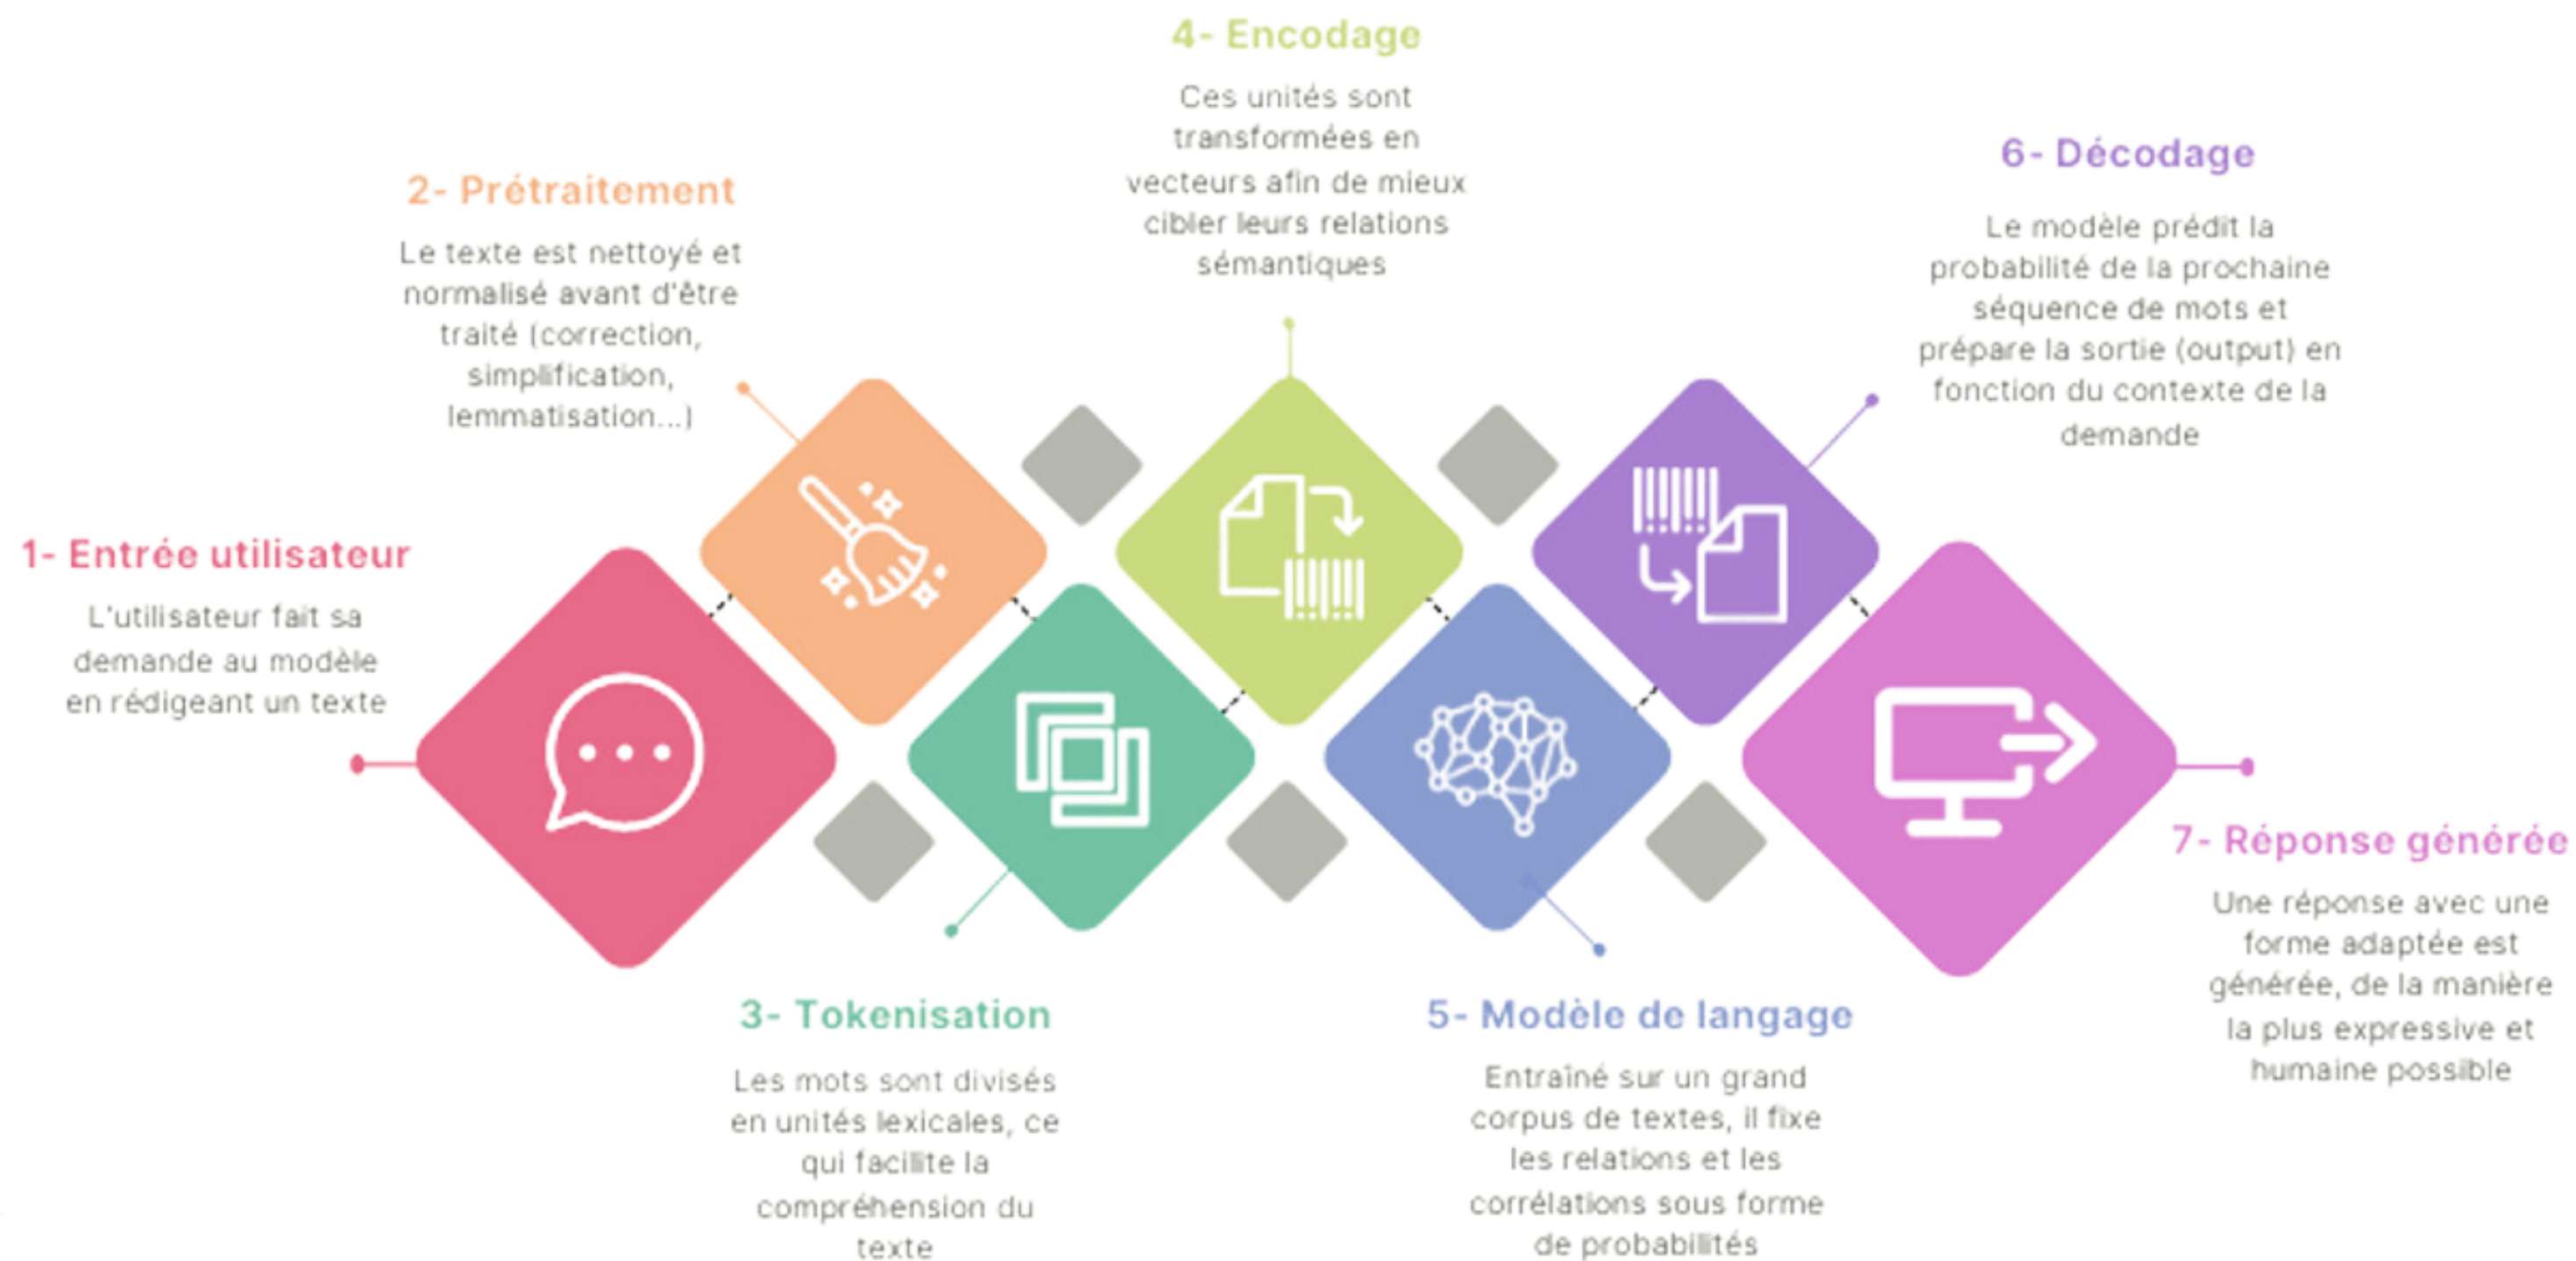 1- Entrée utilisateur
L'utilisateur fait sa
demande au modèle
en rédigeant un texte
2- Prétraitement
Le texte est nettoyé et
normalisé avant d'être
traité (correction,
simplification,
lemmatisation...)
3- Tokenisation
Les mots sont divisés
en unités lexicales, ce
qui facilite la
compréhension du
texte
4- Encodage
Ces unités sont
transformées en
vecteurs afin de mieux
cibler leurs relations
sémantiques
5- Modèle de langage
Entraîné sur un grand
corpus de textes, il fixe
les relations et les
corrélations sous forme
de probabilités
6- Décodage
Le modèle prédit la
probabilité de la prochaine
séquence de mots et
prépare la sortie (output) en
fonction du contexte de la
demande
7- Réponse générée
Une réponse avec une
forme adaptée est
générée, de la manière
la plus expressive et
humaine possible